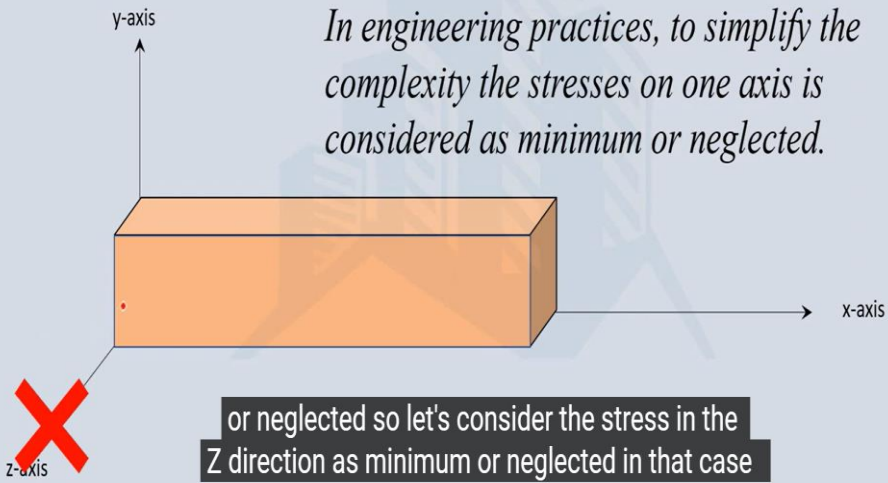 y-axis
In engineering practices, to simplify the
complexity the stresses on one axis is
considered as minimum or neglected.
x-axis
z-axis
or neglected so let's consider the stress in the
Z direction as minimum or neglected in that case